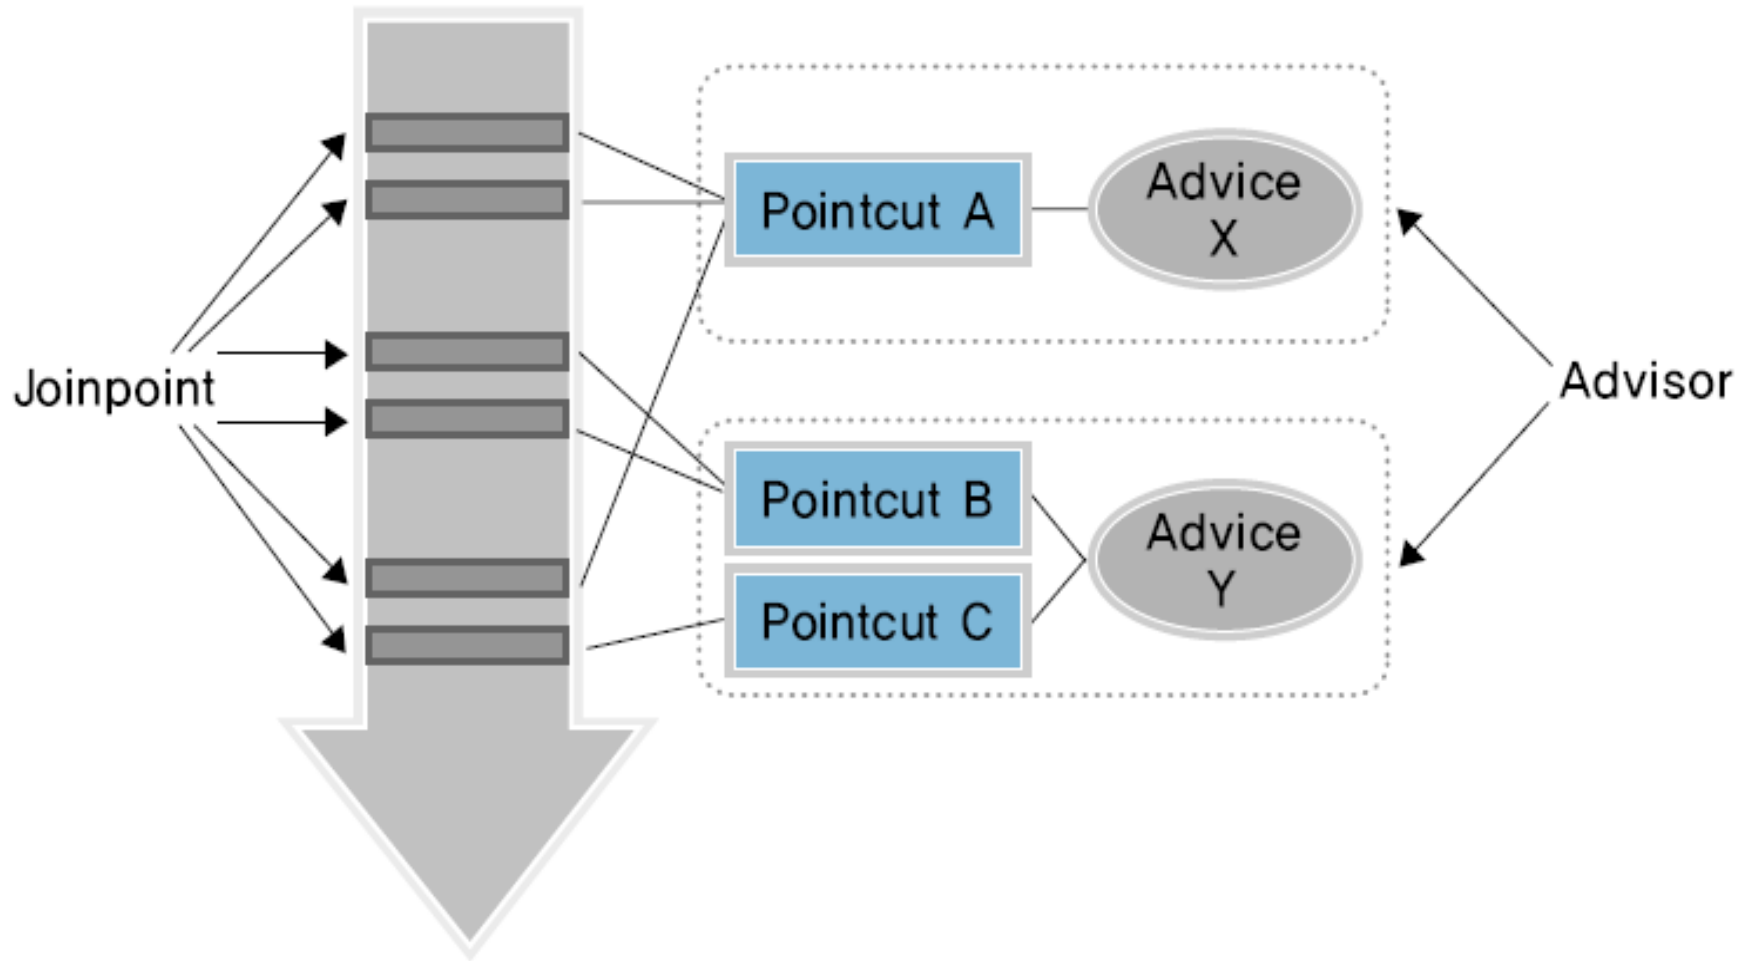 Pointcut A
Advice
X
Joinpoint
Advisor
Pointcut B
Pointcut C
Advice
Y